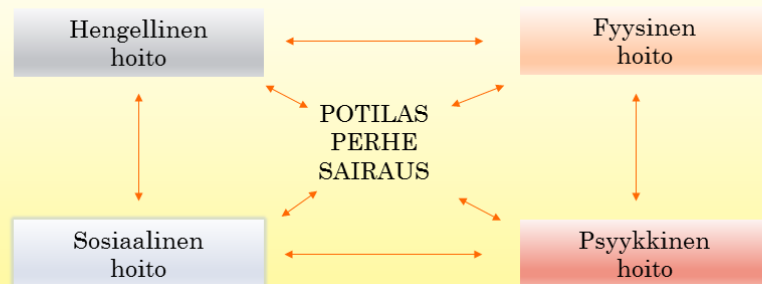 Hengellinen
hoito
Fyysinen
hoito
POTILAS
PERHE
SAIRAUS
Sosiaalinen
hoito
Psyykkinen
hoito